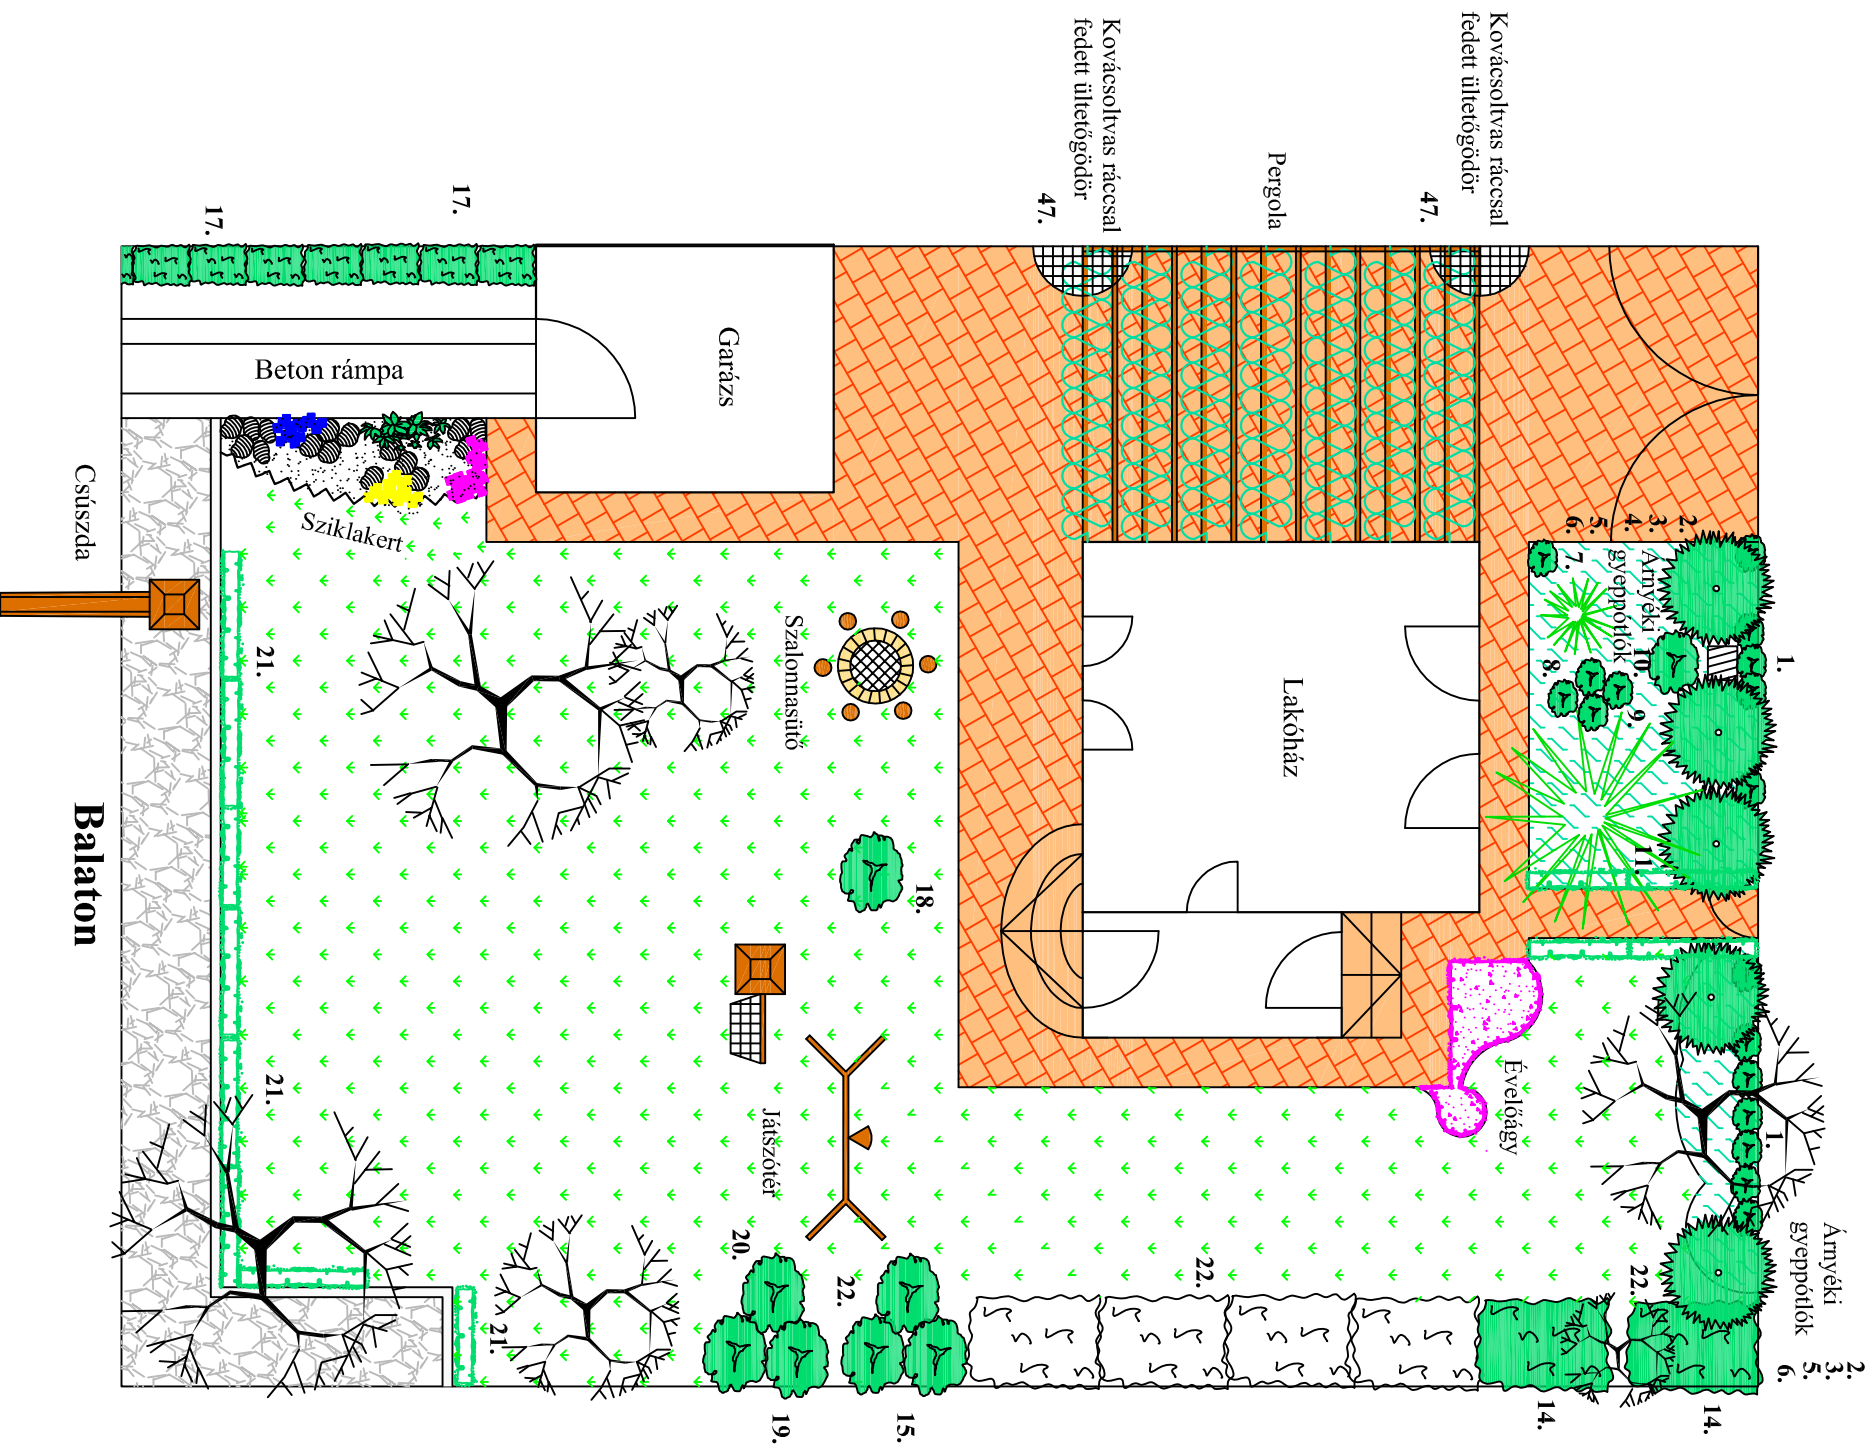 Kovácsoltvas ráccsal
fedett ültetőgödör
Kovácsoltvas ráccsal
fedett ültetőgödör
Pergola
47.
47.
17.
17.
Garázs
Beton rámpa
Csúszda
Sziklakert
Szalonnasütő
Lakóház
Árnyéki
gyeppótlók
2.
3.
4.
5.
6.
7.
8.
9.
10.
11.
1.
21.
Balaton
18.
21.
Játszótér
Évelőágy
1.
Árnyéki
gyeppótlók
2.
3.
5.
6.
20.
22.
22.
22.
21.
19.
15.
14.
14.